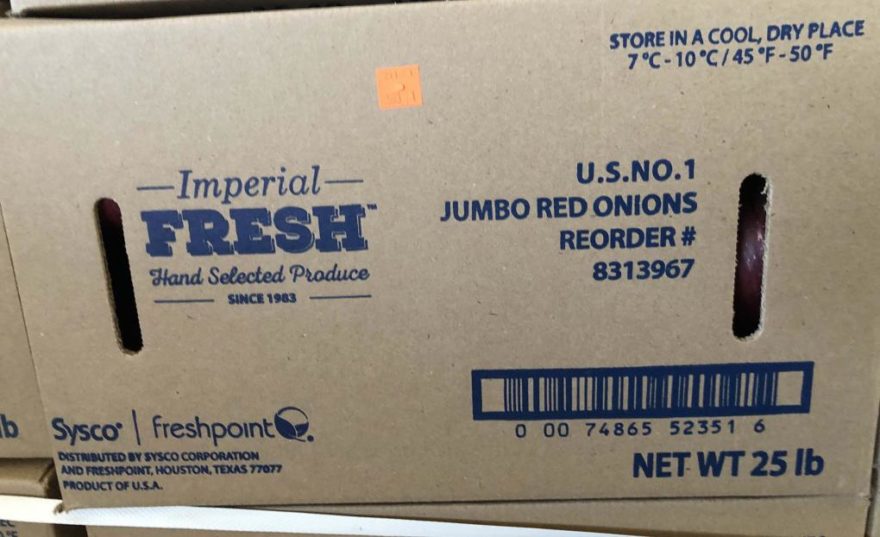 STORE IN A COOL, DRY PLACE
7 °C - 10 °C / 45 °F - 50 °F
Imperial
FRESH™
Hand Selected Produce
SINCE 1983
U.S. NO. 1
JUMBO RED ONIONS
REORDER #
8313967
0 00 74865 52351 6
NET WT 25 lb
lb
Sysco® | freshpoint
DISTRIBUTED BY SYSCO CORPORATION
AND FRESHPOINT, HOUSTON, TEXAS 77077
PRODUCT OF U.S.A.